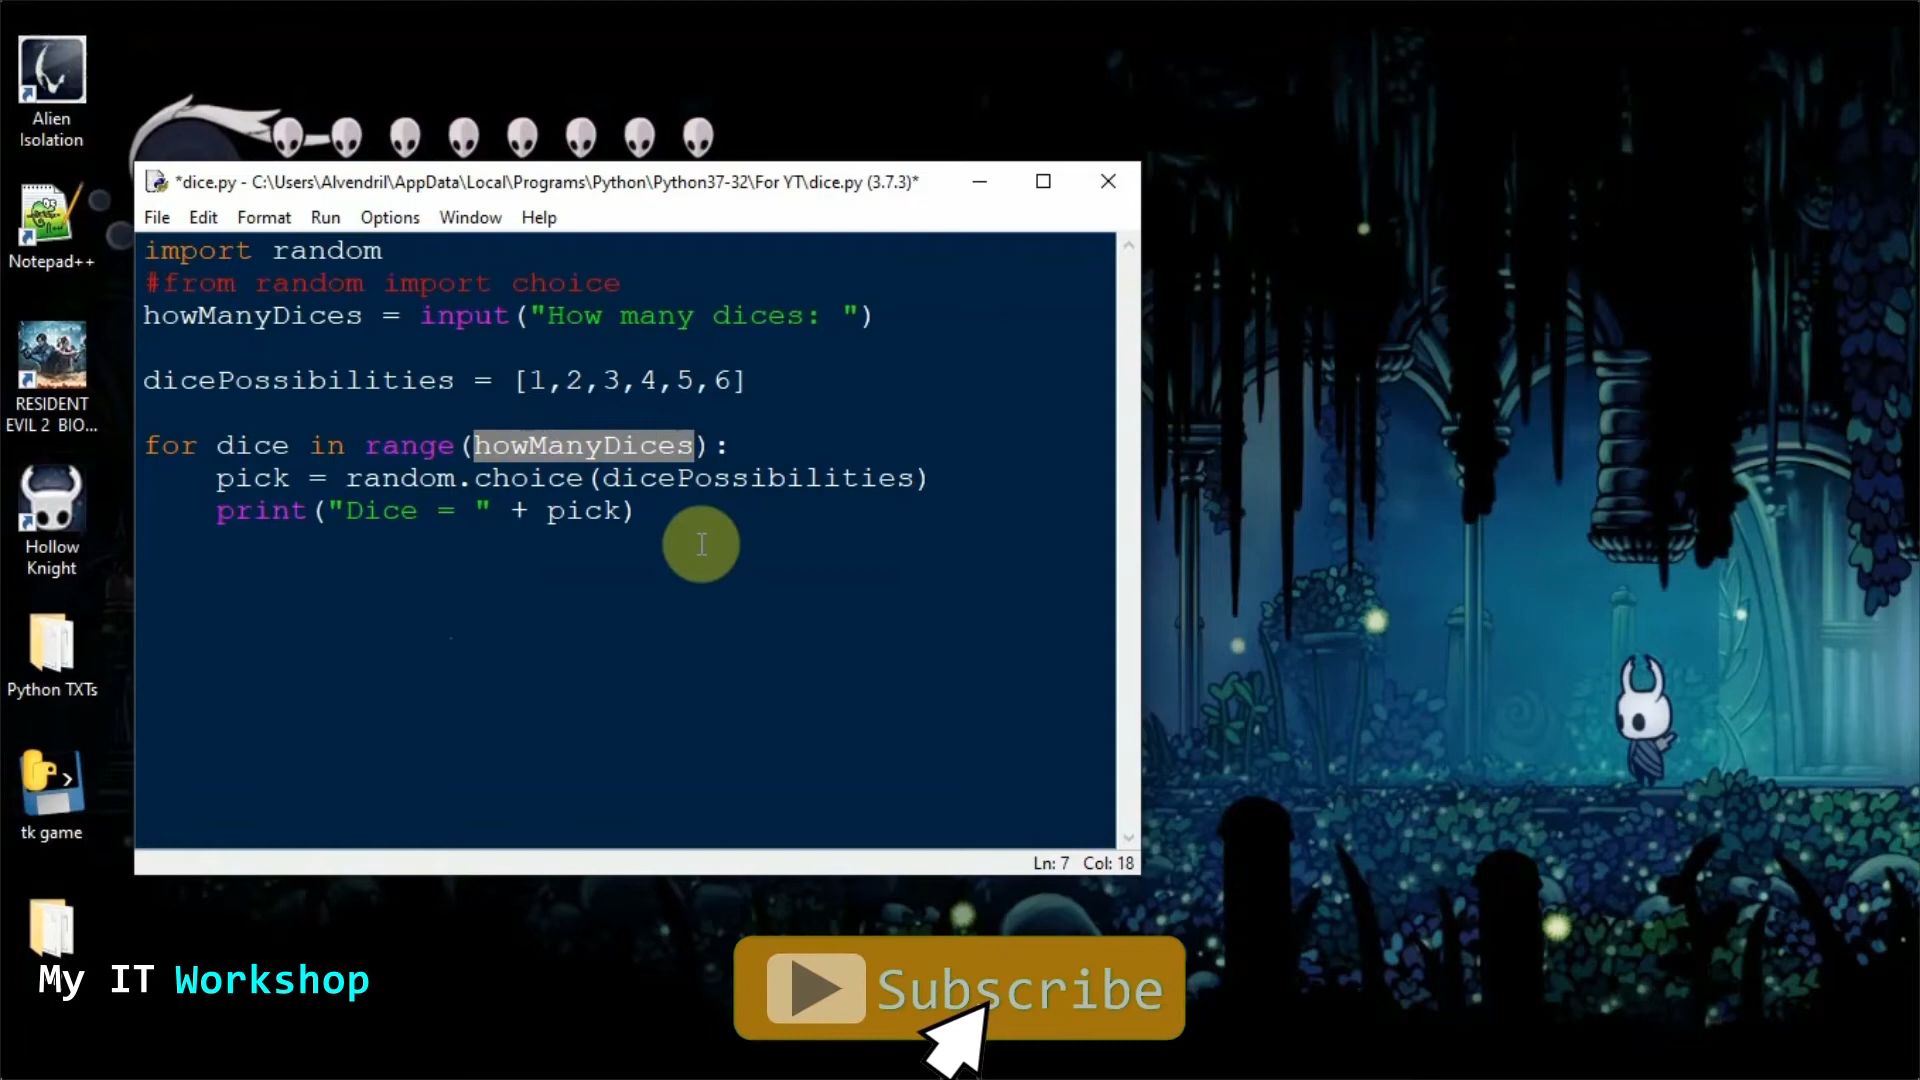 Alien
Isolation
Notepad++
RESIDENT
EVIL 2 BIO...
Hollow
Knight
Python TXTs
tk game
*dice.py - C:\Users\Alvendril\AppData\Local\Programs\Python\Python37-32\For YT\dice.py (3.7.3)*
File Edit Format Run Options Window Help
import random
#from random import choice
howManyDices = input("How many dices: ")
dicePossibilities = [1,2,3,4,5,6]
for dice in range(howManyDices):
    pick = random.choice(dicePossibilities)
    print("Dice = " + pick)
Ln: 7 Col: 18
My IT Workshop
Subscribe